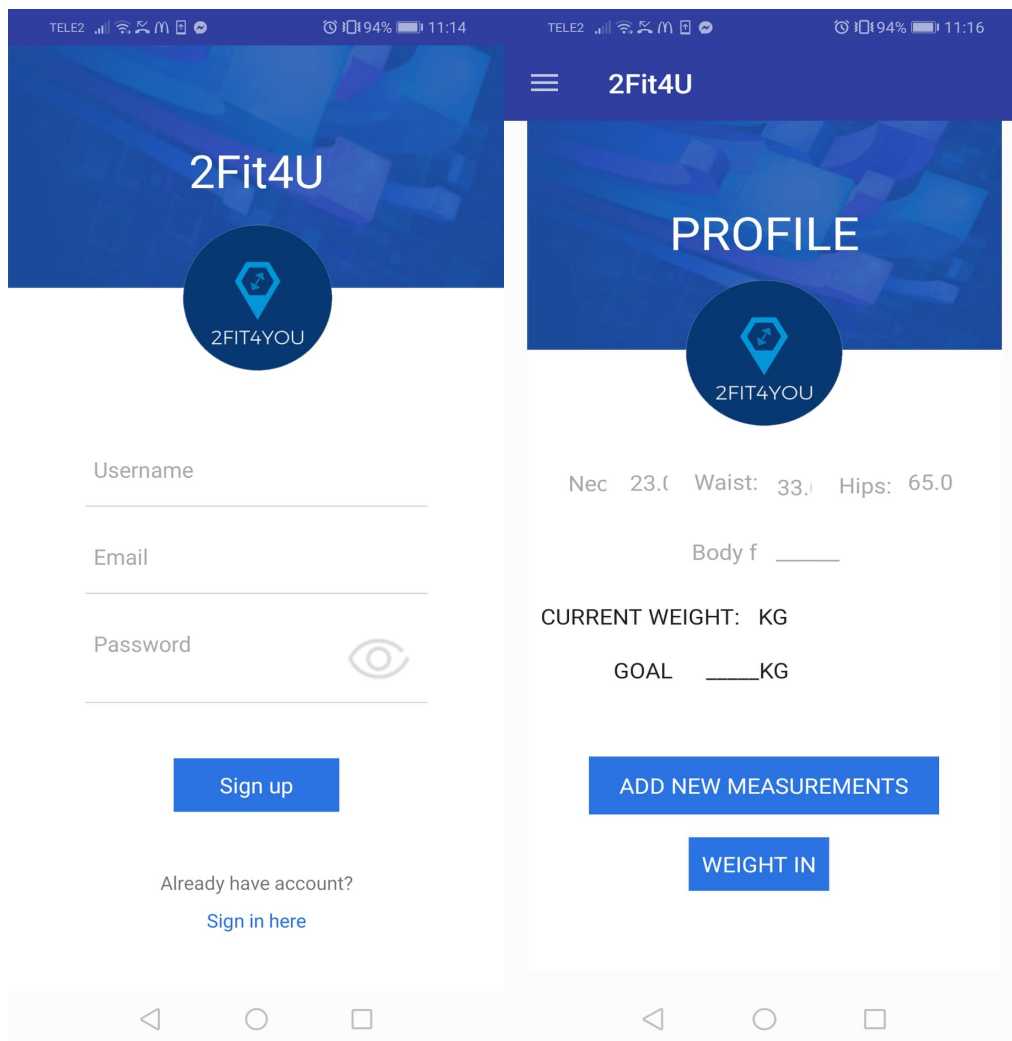 TELE2 94% 11:14
2Fit4U
2FIT4YOU
Username
Email
Password
Sign up
Already have account?
Sign in here
TELE2 94% 11:16
2Fit4U
PROFILE
2FIT4YOU
Nec 23.( Waist: 33. Hips: 65.0
Body f ______
CURRENT WEIGHT: KG
GOAL _____KG
ADD NEW MEASUREMENTS
WEIGHT IN